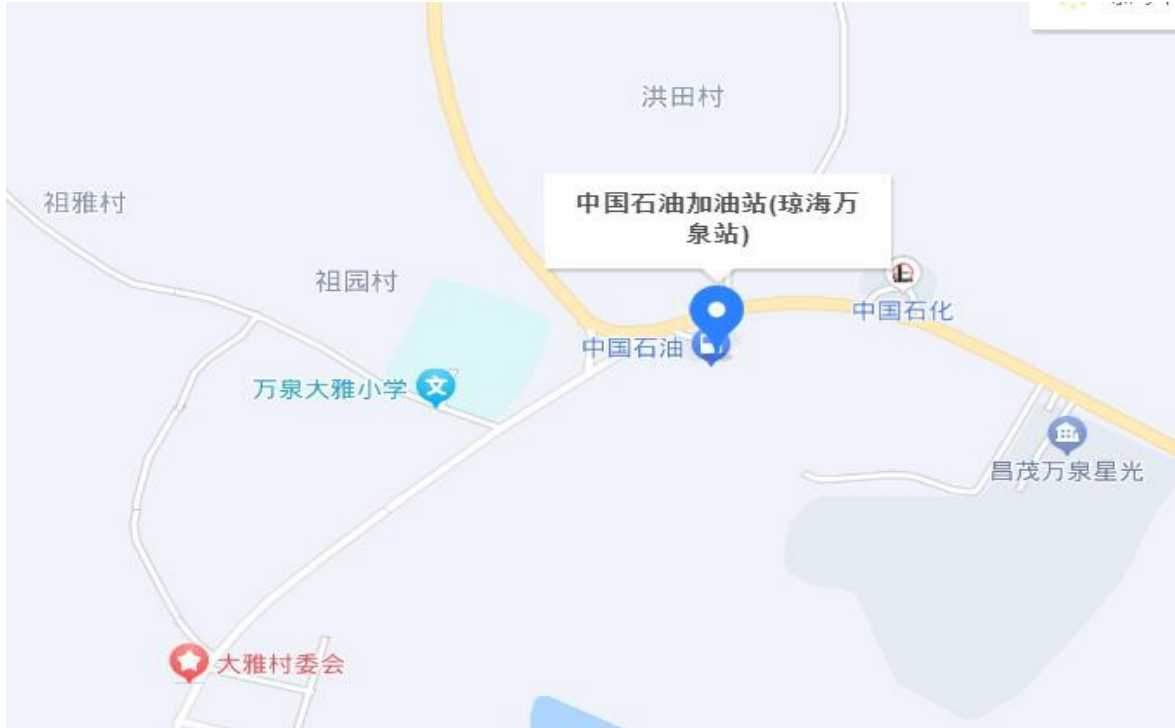 洪田村
祖雅村
中国石油加油站(琼海万
泉站)
祖园村
中国石化
中国石油
万泉大雅小学
文
昌茂万泉星光
大雅村委会